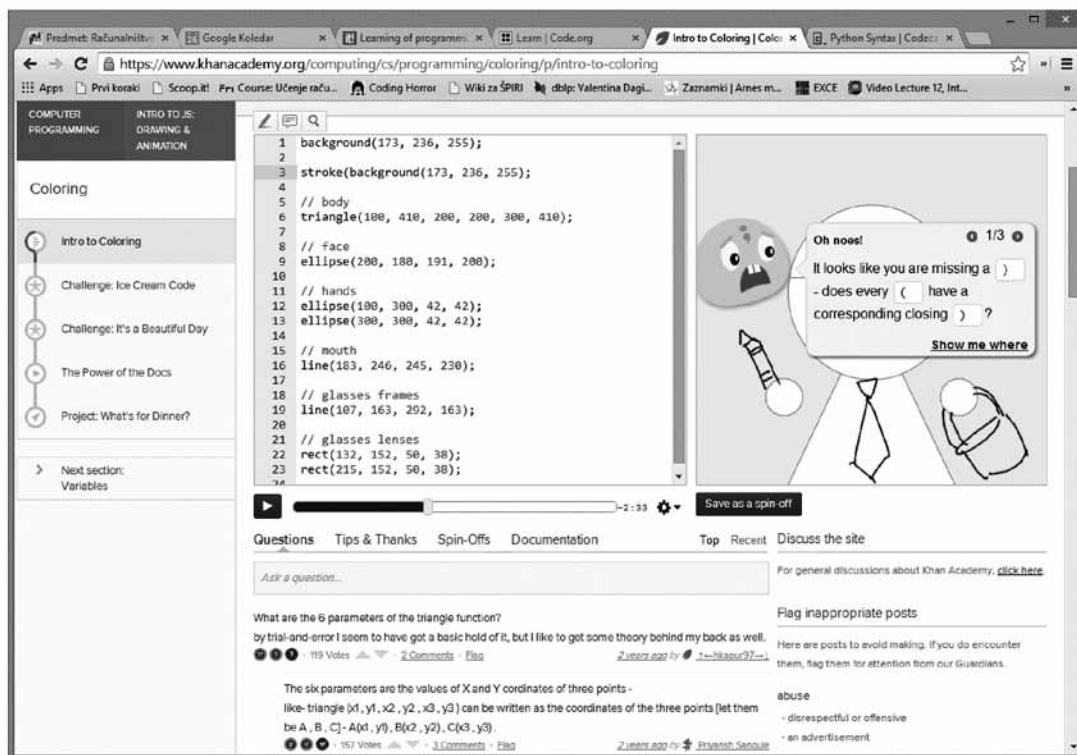 Predmet: Računalništv
Google Koledar
Learning of programmi
Learn | Code.org
Intro to Coloring | Color
Python Syntax | Codeca
https://www.khanacademy.org/computing/cs/programming/coloring/p/intro-to-coloring
Apps Prvi koraki Scoop.it! Frı Course: Učenje raču... Coding Horror Wiki za ŠPIRI dblp: Valentina Dagi... Zaznamki | Arnes m... EXCE Video Lecture 12, Int...
COMPUTER PROGRAMMING
INTRO TO JS: DRAWING & ANIMATION
Coloring
Intro to Coloring
Challenge: Ice Cream Code
Challenge: It's a Beautiful Day
The Power of the Docs
Project: What's for Dinner?
Next section:
Variables
1 background(173, 236, 255);
2
3 stroke(background(173, 236, 255);
4
5 // body
6 triangle(100, 410, 200, 200, 300, 410);
7
8 // face
9 ellipse(200, 180, 191, 200);
10
11 // hands
12 ellipse(100, 300, 42, 42);
13 ellipse(300, 300, 42, 42);
14
15 // mouth
16 line(183, 246, 245, 230);
17
18 // glasses frames
19 line(107, 163, 292, 163);
20
21 // glasses lenses
22 rect(132, 152, 50, 38);
23 rect(215, 152, 50, 38);
24
Oh noes! 1/3
It looks like you are missing a )
- does every ( have a
corresponding closing ) ?
Show me where
-2:33
Save as a spin-off
Questions Tips & Thanks Spin-Offs Documentation Top Recent
Ask a question...
What are the 6 parameters of the triangle function?
by trial-and-error I seem to have got a basic hold of it, but I like to get some theory behind my back as well.
119 Votes 2 Comments Flag 2 years ago by ↑←hkapur97→↓
The six parameters are the values of X and Y cordinates of three points -
like- triangle (x1 , y1 , x2 , y2 , x3 , y3 ) can be written as the coordinates of the three points [let them
be A , B , C]- A(x1 , y1), B(x2 , y2), C(x3 , y3).
157 Votes 3 Comments Flag 2 years ago by Priyansh Sangule
Discuss the site
For general discussions about Khan Academy, click here.
Flag inappropriate posts
Here are posts to avoid making. If you do encounter
them, flag them for attention from our Guardians.
abuse
- disrespectful or offensive
- an advertisement